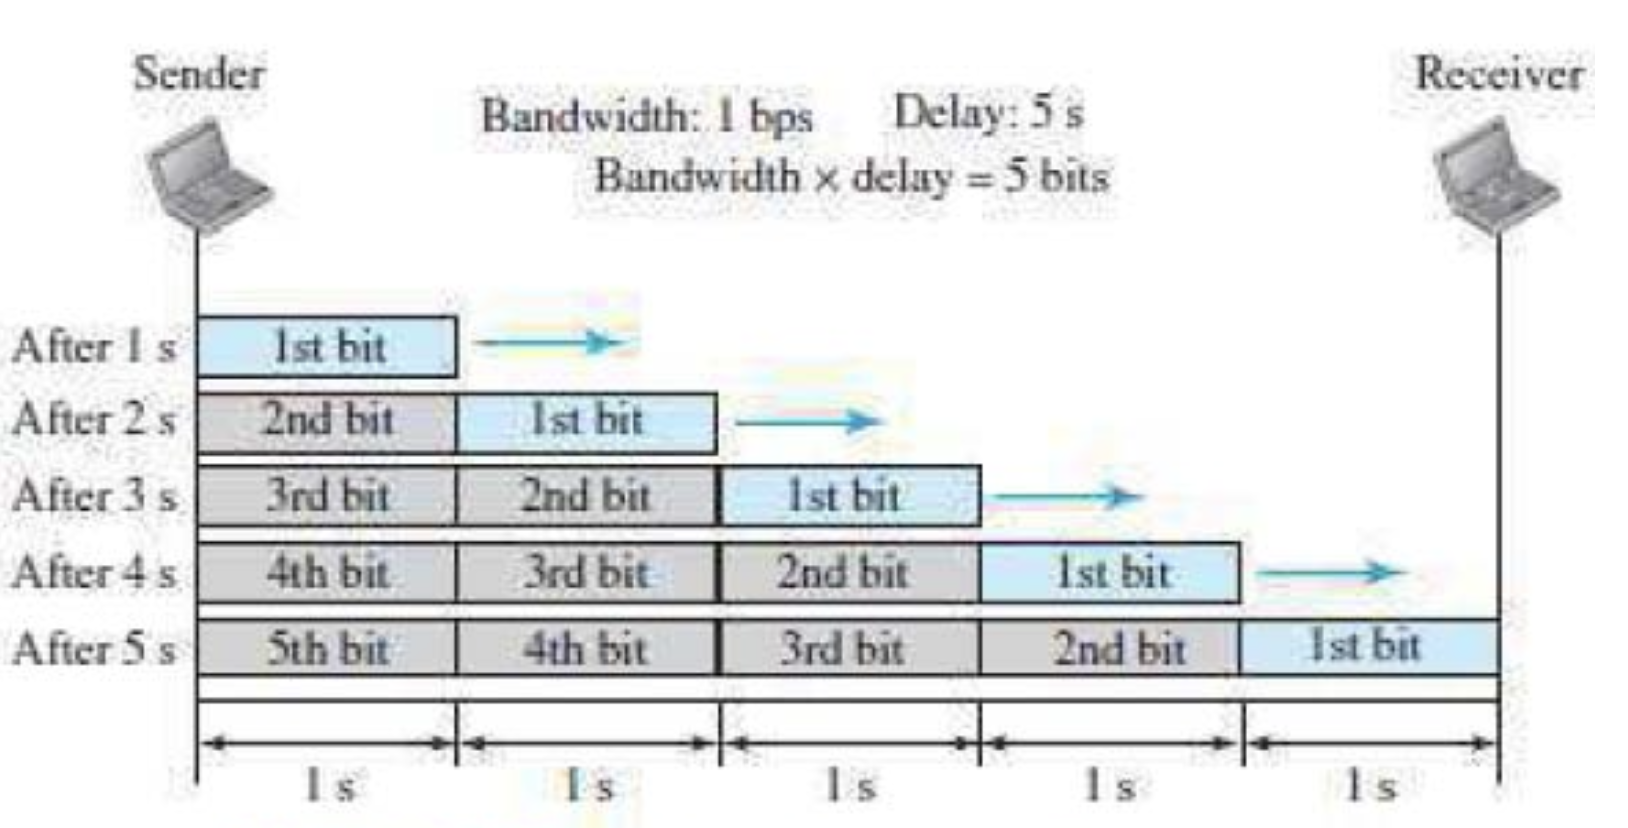 Sender
Receiver
Bandwidth: 1 bps Delay: 5 s
Bandwidth × delay = 5 bits
After 1 s 1st bit
After 2 s 2nd bit 1st bit
After 3 s 3rd bit 2nd bit 1st bit
After 4 s 4th bit 3rd bit 2nd bit 1st bit
After 5 s 5th bit 4th bit 3rd bit 2nd bit 1st bit
1 s 1 s 1 s 1 s 1 s